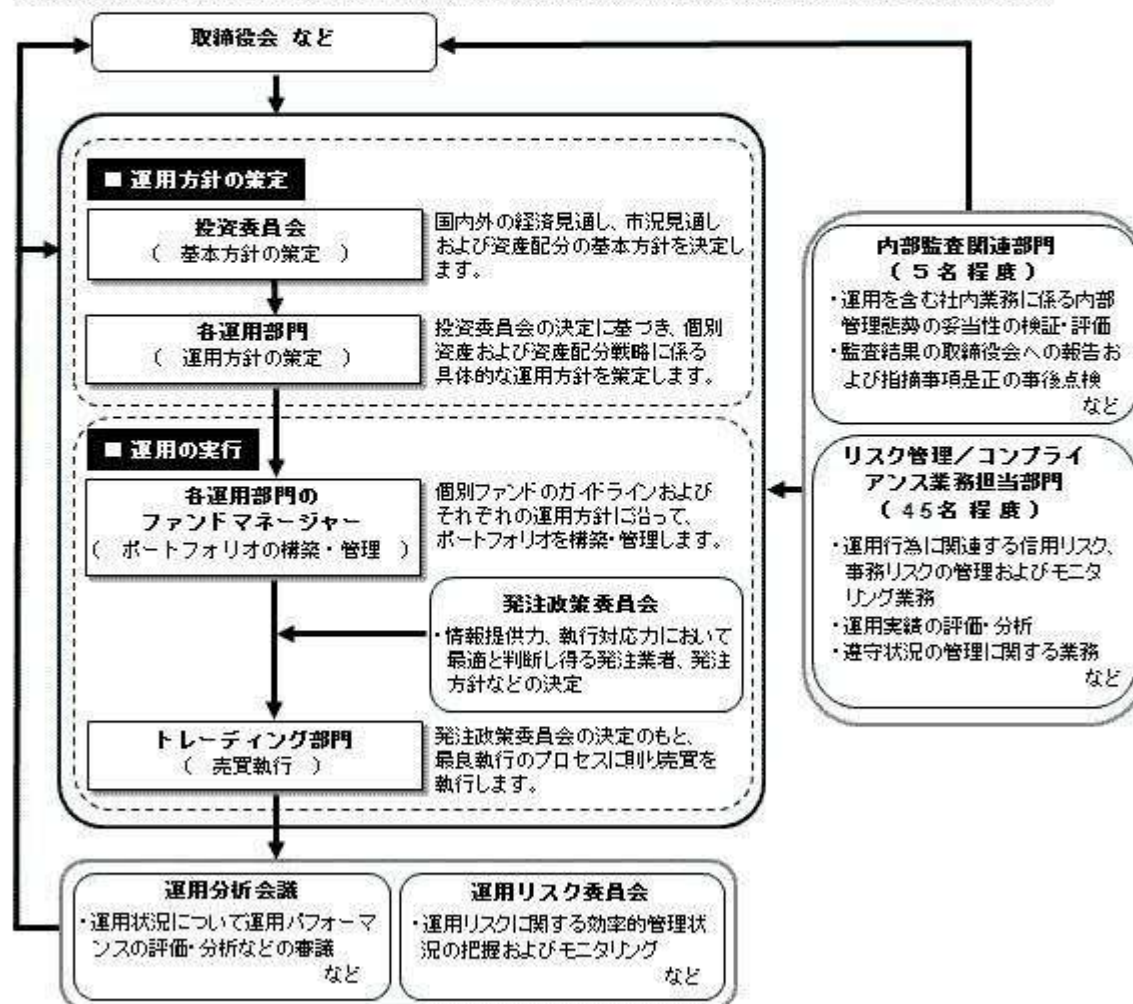 取締役会 など
■ 運用方針の策定
投資委員会
( 基本方針の策定 )
国内外の経済見通し、市況見通し
および資産配分の基本方針を決定し
ます。
各運用部門
( 運用方針の策定 )
投資委員会の決定に基づき、個別
資産および資産配分戦略に係る
具体的な運用方針を策定します。
■ 運用の実行
各運用部門の
ファンドマネージャー
( ポートフォリオの構築・管理 )
個別ファンドのガイドラインおよび
それぞれの運用方針に沿って、
ポートフォリオを構築・管理します。
発注政策委員会
・情報提供力、執行対応力において
最適と判断し得る発注業者、発注
方針などの決定
トレーディング部門
( 売買執行 )
発注政策委員会の決定のもと、
最良執行のプロセスに則り売買を
執行します。
内部監査関連部門
(5名程度)
・運用を含む社内業務に係る内部
管理態勢の妥当性の検証・評価
・監査結果の取締役会への報告お
よび指摘事項是正の事後点検
など
リスク管理/コンプライ
アンス業務担当部門
(45名程度)
・運用行為に関連する信用リスク、
事務リスクの管理およびモニタ
リング業務
・運用実績の評価・分析
・遵守状況の管理に関する業務
など
運用分析会議
・運用状況について運用パフォーマ
ンスの評価・分析などの審議
など
運用リスク委員会
・運用リスクに関する効率的管理状
況の把握およびモニタリング
など